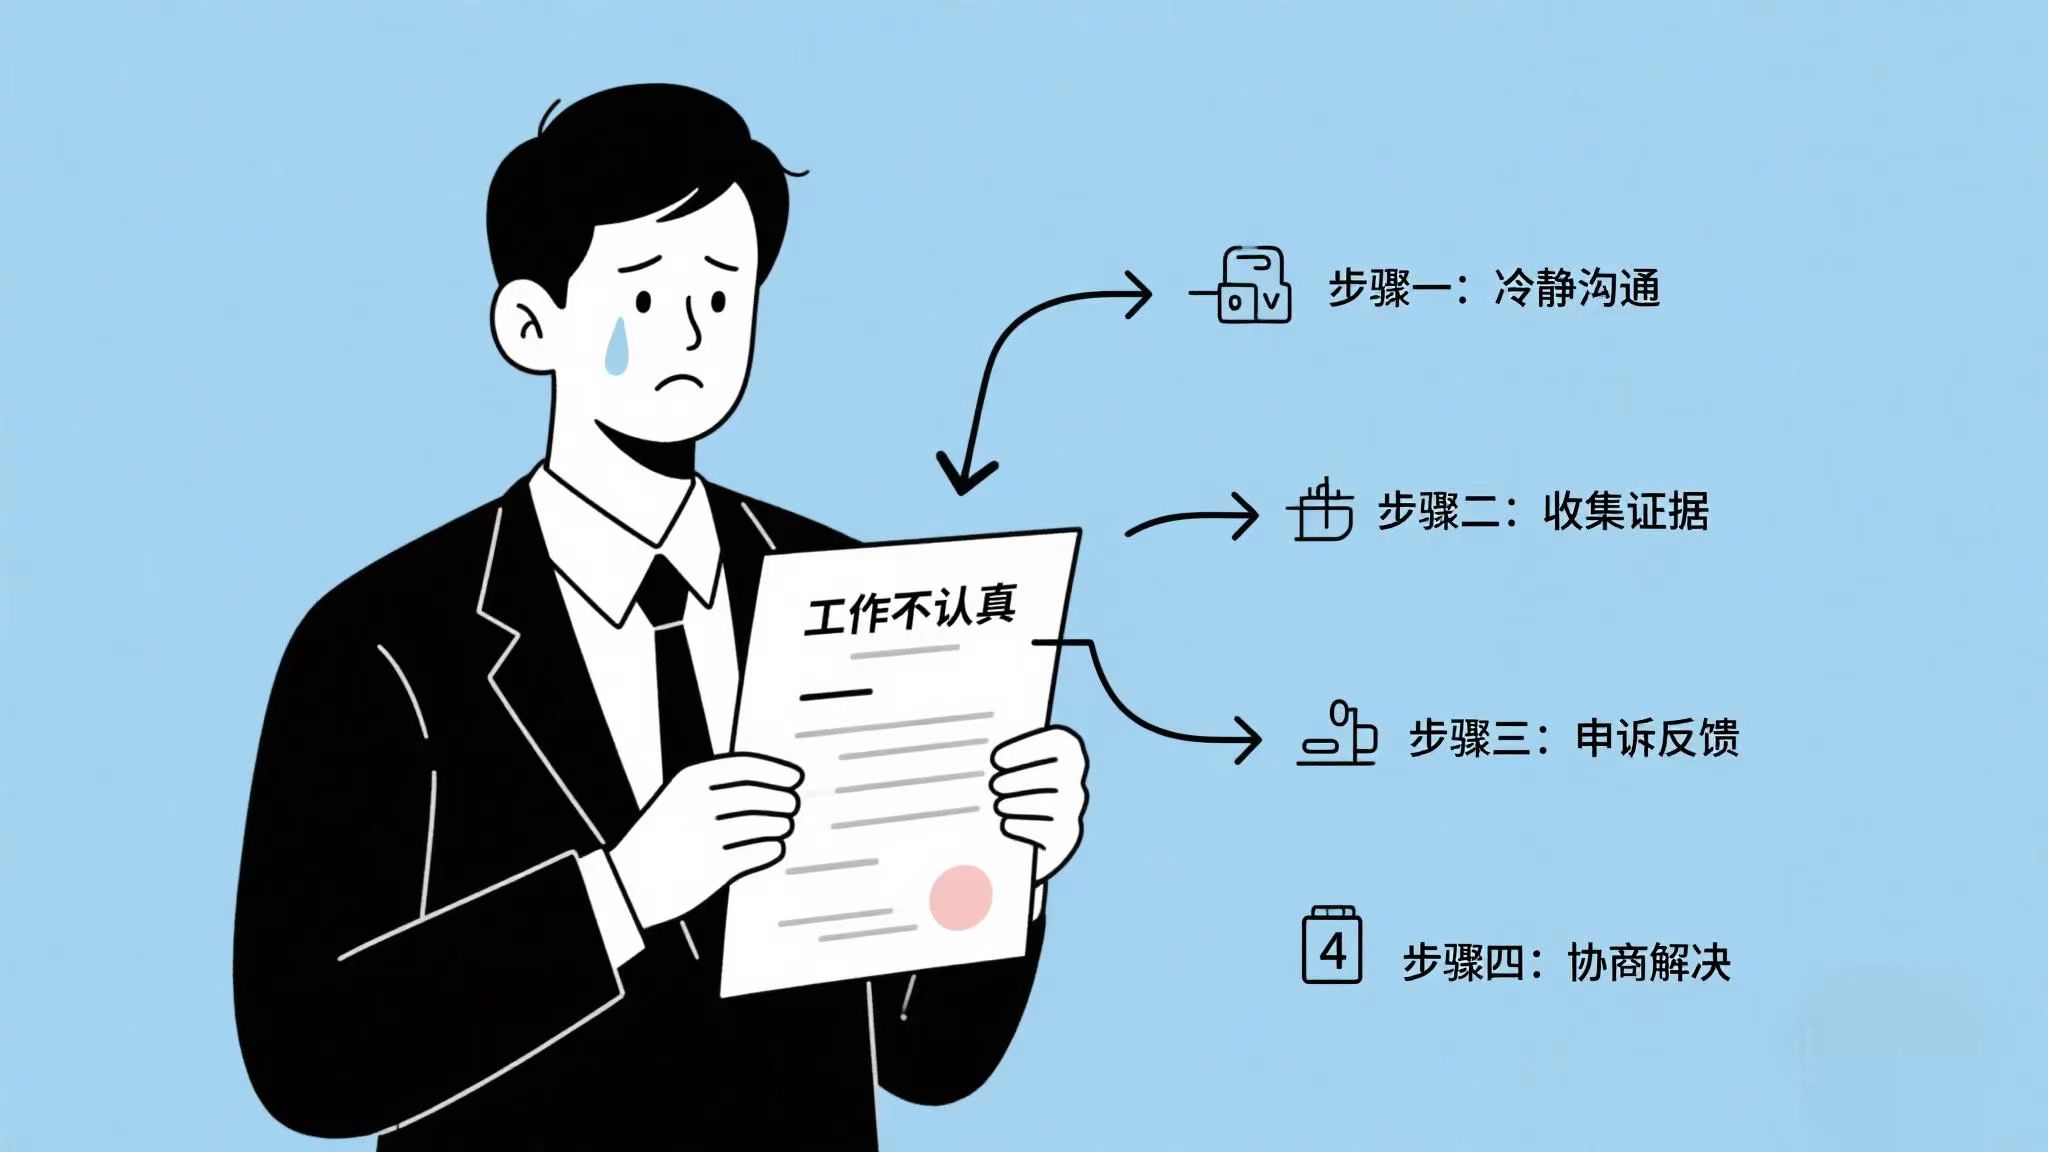 工作不认真
步骤一：冷静沟通
步骤二：收集证据
步骤三：申诉反馈
4
步骤四：协商解决